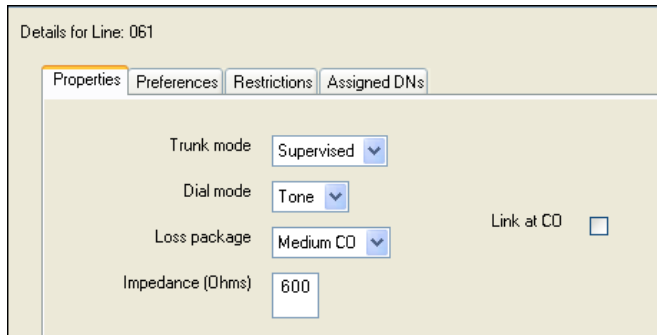 Details for Line: 061
Properties Preferences Restrictions Assigned DNs
Trunk mode Supervised
Dial mode Tone
Link at CO
Loss package Medium CO
Impedance (Ohms) 600